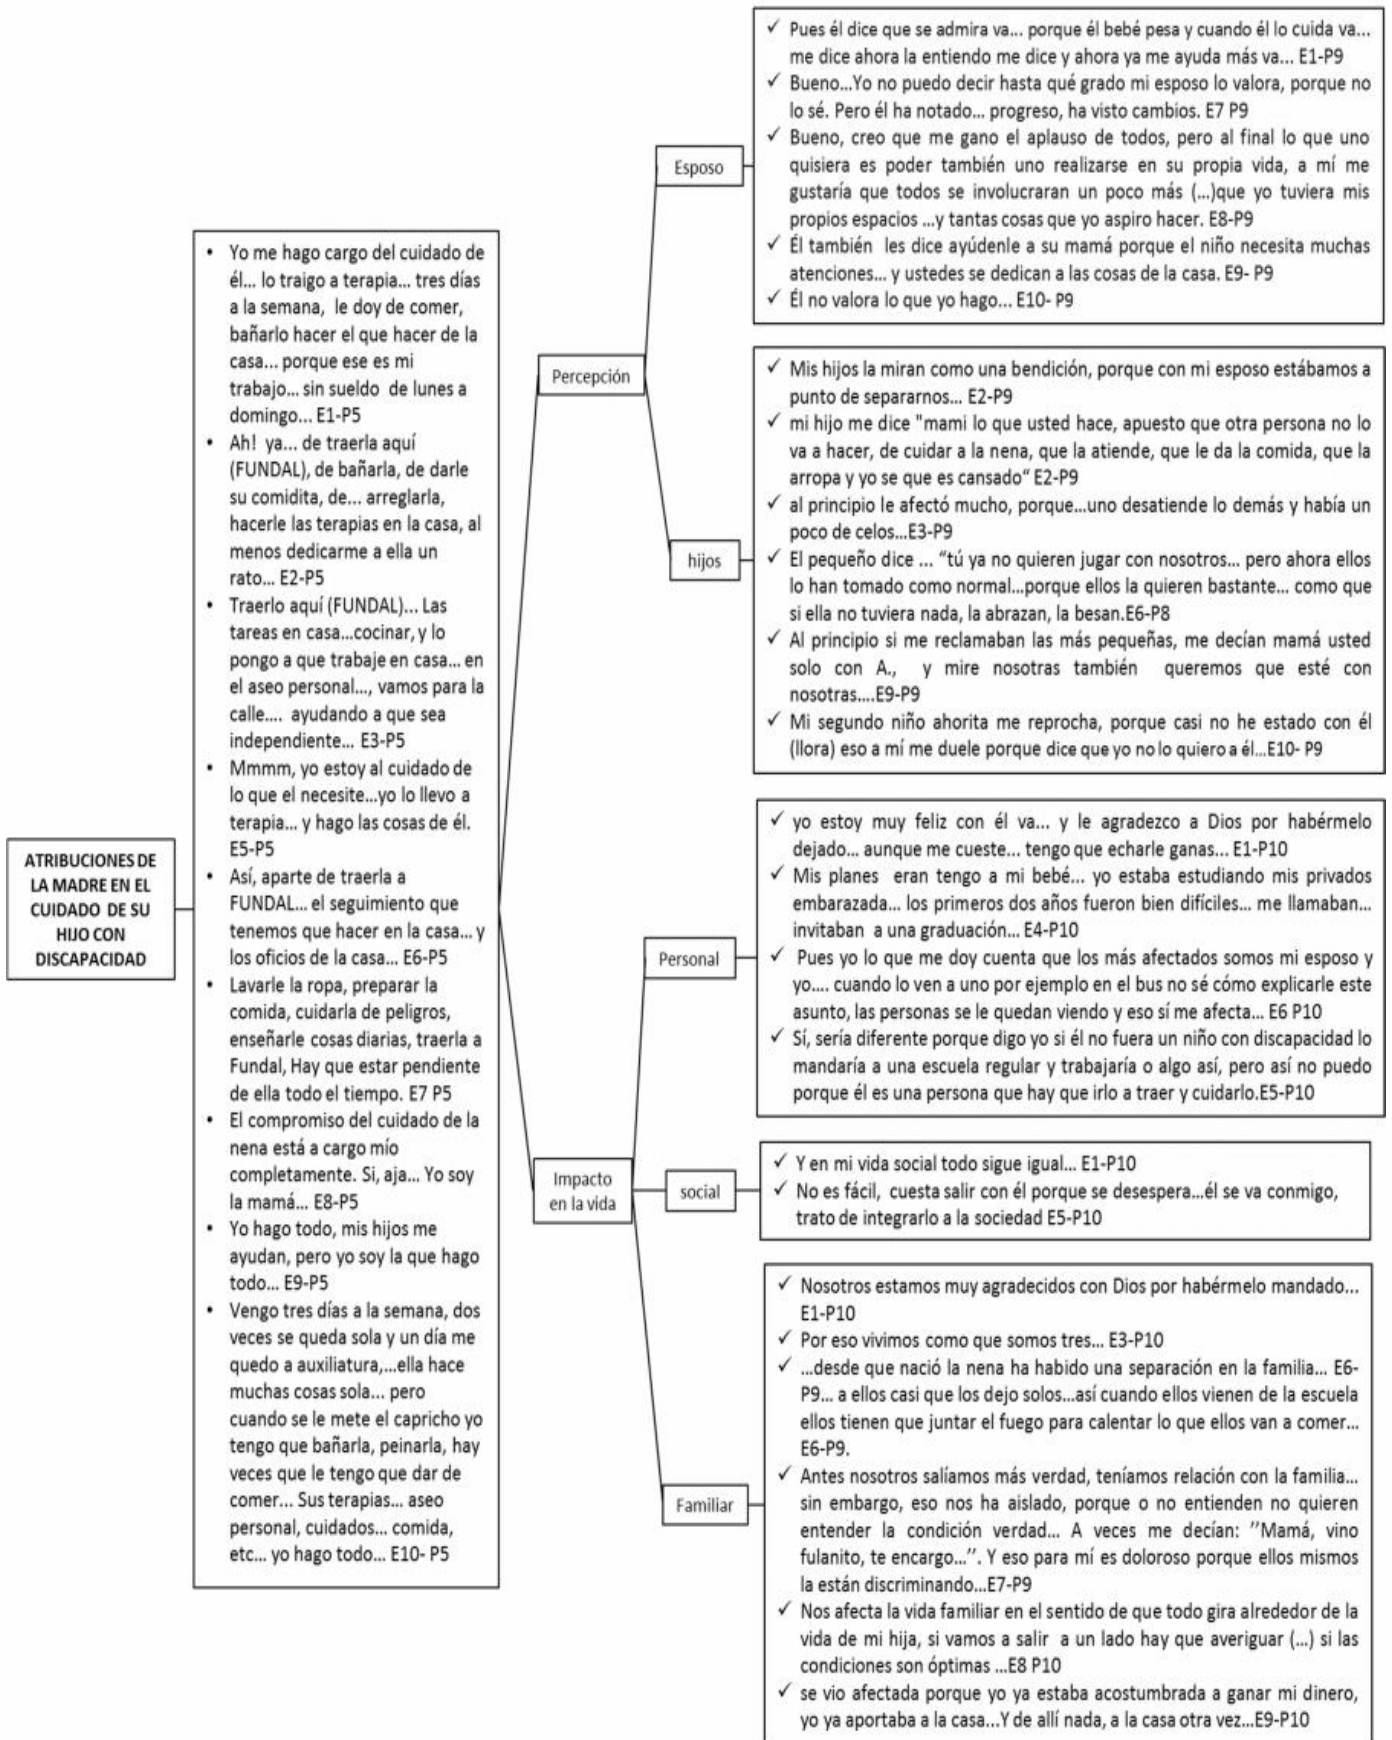 ATRIBUCIONES DE
LA MADRE EN EL
CUIDADO DE SU
HIJO CON
DISCAPACIDAD
• Yo me hago cargo del cuidado de
él... lo traigo a terapia... tres días
a la semana, le doy de comer,
bañarlo hacer el que hacer de la
casa... porque ese es mi
trabajo... sin sueldo de lunes a
domingo... E1-P5
• Ah! ya... de traerla aquí
(FUNDAL), de bañarla, de darle
su comidita, de... arreglarla,
hacerle las terapias en la casa, al
menos dedicarme a ella un
rato... E2-P5
• Traerlo aquí (FUNDAL)... Las
tareas en casa...cocinar, y lo
pongo a que trabaje en casa... en
el aseo personal..., vamos para la
calle.... ayudando a que sea
independiente... E3-P5
• Mmmm, yo estoy al cuidado de
lo que el necesite...yo lo llevo a
terapia... y hago las cosas de él.
E5-P5
• Así, aparte de traerla a
FUNDAL... el seguimiento que
tenemos que hacer en la casa... y
los oficios de la casa... E6-P5
• Lavarle la ropa, preparar la
comida, cuidarla de peligros,
enseñarle cosas diarias, traerla a
Fundal, Hay que estar pendiente
de ella todo el tiempo. E7 P5
• El compromiso del cuidado de la
nena está a cargo mío
completamente. Si, aja... Yo soy
la mamá... E8-P5
• Yo hago todo, mis hijos me
ayudan, pero yo soy la que hago
todo... E9-P5
• Vengo tres días a la semana, dos
veces se queda sola y un día me
quedo a auxiliatura,...ella hace
muchas cosas sola... pero
cuando se le mete el capricho yo
tengo que bañarla, peinarla, hay
veces que le tengo que dar de
comer... Sus terapias... aseo
personal, cuidados... comida,
etc... yo hago todo... E10- P5
Percepción
Esposo
✓ Pues él dice que se admira va... porque él bebé pesa y cuando él lo cuida va...
me dice ahora la entiendo me dice y ahora ya me ayuda más va... E1-P9
✓ Bueno...Yo no puedo decir hasta qué grado mi esposo lo valora, porque no
lo sé. Pero él ha notado... progreso, ha visto cambios. E7 P9
✓ Bueno, creo que me gano el aplauso de todos, pero al final lo que uno
quisiera es poder también uno realizarse en su propia vida, a mí me
gustaría que todos se involucraran un poco más (...)que yo tuviera mis
propios espacios ...y tantas cosas que yo aspiro hacer. E8-P9
✓ Él también les dice ayúdenle a su mamá porque el niño necesita muchas
atenciones... y ustedes se dedican a las cosas de la casa. E9- P9
✓ Él no valora lo que yo hago... E10- P9
hijos
✓ Mis hijos la miran como una bendición, porque con mi esposo estábamos a
punto de separarnos... E2-P9
✓ mi hijo me dice "mami lo que usted hace, apuesto que otra persona no lo
va a hacer, de cuidar a la nena, que la atiende, que le da la comida, que la
arropa y yo se que es cansado“ E2-P9
✓ al principio le afectó mucho, porque...uno desatiende lo demás y había un
poco de celos...E3-P9
✓ El pequeño dice ... “tú ya no quieren jugar con nosotros... pero ahora ellos
lo han tomado como normal...porque ellos la quieren bastante... como que
si ella no tuviera nada, la abrazan, la besan.E6-P8
✓ Al principio si me reclamaban las más pequeñas, me decían mamá usted
solo con A., y mire nosotras también queremos que esté con
nosotras....E9-P9
✓ Mi segundo niño ahorita me reprocha, porque casi no he estado con él
(llora) eso a mí me duele porque dice que yo no lo quiero a él...E10- P9
Impacto
en la vida
Personal
✓ yo estoy muy feliz con él va... y le agradezco a Dios por habérmelo
dejado... aunque me cueste... tengo que echarle ganas... E1-P10
✓ Mis planes eran tengo a mi bebé... yo estaba estudiando mis privados
embarazada... los primeros dos años fueron bien difíciles... me llamaban...
invitaban a una graduación... E4-P10
✓ Pues yo lo que me doy cuenta que los más afectados somos mi esposo y
yo.... cuando lo ven a uno por ejemplo en el bus no sé cómo explicarle este
asunto, las personas se le quedan viendo y eso sí me afecta... E6 P10
✓ Sí, sería diferente porque digo yo si él no fuera un niño con discapacidad lo
mandaría a una escuela regular y trabajaría o algo así, pero así no puedo
porque él es una persona que hay que irlo a traer y cuidarlo.E5-P10
social
✓ Y en mi vida social todo sigue igual... E1-P10
✓ No es fácil, cuesta salir con él porque se desespera...él se va conmigo,
trato de integrarlo a la sociedad E5-P10
Familiar
✓ Nosotros estamos muy agradecidos con Dios por habérmelo mandado...
E1-P10
✓ Por eso vivimos como que somos tres... E3-P10
✓ ...desde que nació la nena ha habido una separación en la familia... E6-
P9... a ellos casi que los dejo solos...así cuando ellos vienen de la escuela
ellos tienen que juntar el fuego para calentar lo que ellos van a comer...
E6-P9.
✓ Antes nosotros salíamos más verdad, teníamos relación con la familia...
sin embargo, eso nos ha aislado, porque o no entienden no quieren
entender la condición verdad... A veces me decían: ’’Mamá, vino
fulanito, te encargo...’’. Y eso para mí es doloroso porque ellos mismos
la están discriminando...E7-P9
✓ Nos afecta la vida familiar en el sentido de que todo gira alrededor de la
vida de mi hija, si vamos a salir a un lado hay que averiguar (...) si las
condiciones son óptimas ...E8 P10
✓ se vio afectada porque yo ya estaba acostumbrada a ganar mi dinero,
yo ya aportaba a la casa...Y de allí nada, a la casa otra vez...E9-P10